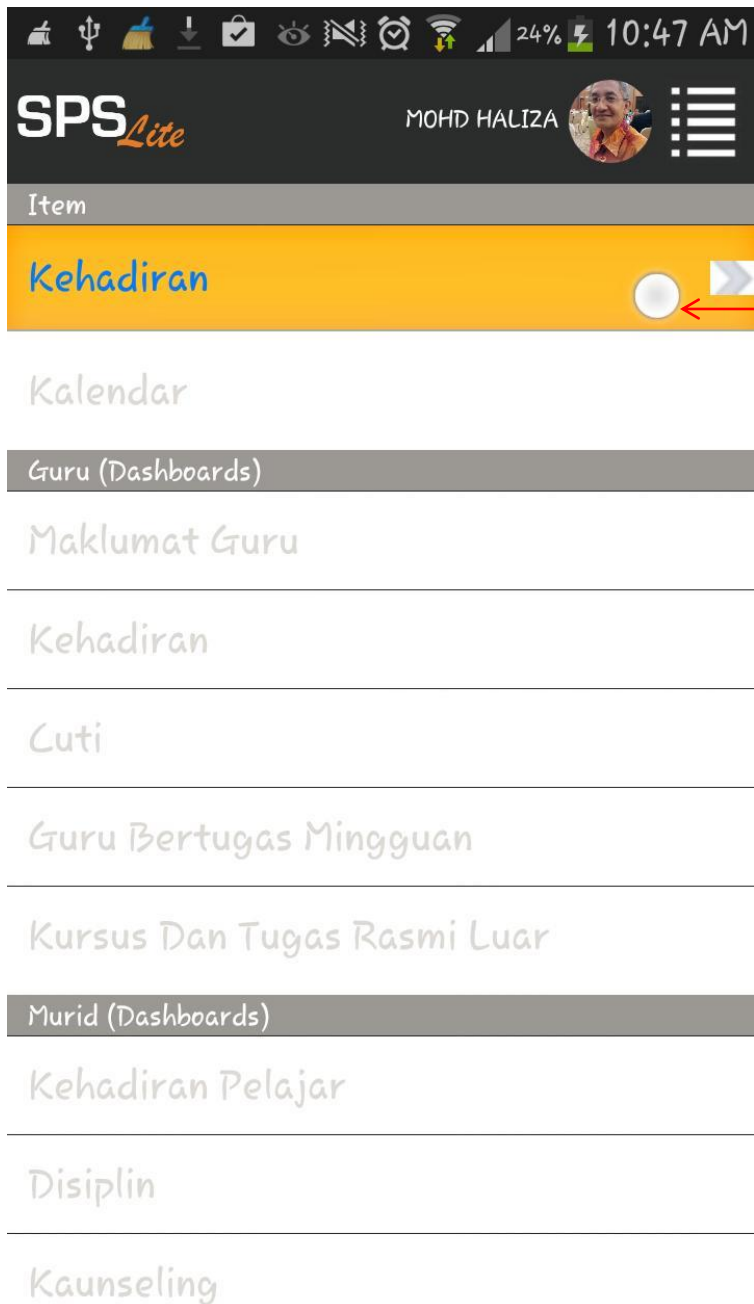 24% 10:47 AM
SPS Lite
MOHD HALIZA
Item
Kehadiran
Kalendar
Guru (Dashboards)
Maklumat Guru
Kehadiran
Cuti
Guru Bertugas Mingguan
Kursus Dan Tugas Rasmi Luar
Murid (Dashboards)
Kehadiran Pelajar
Disiplin
Kaunseling